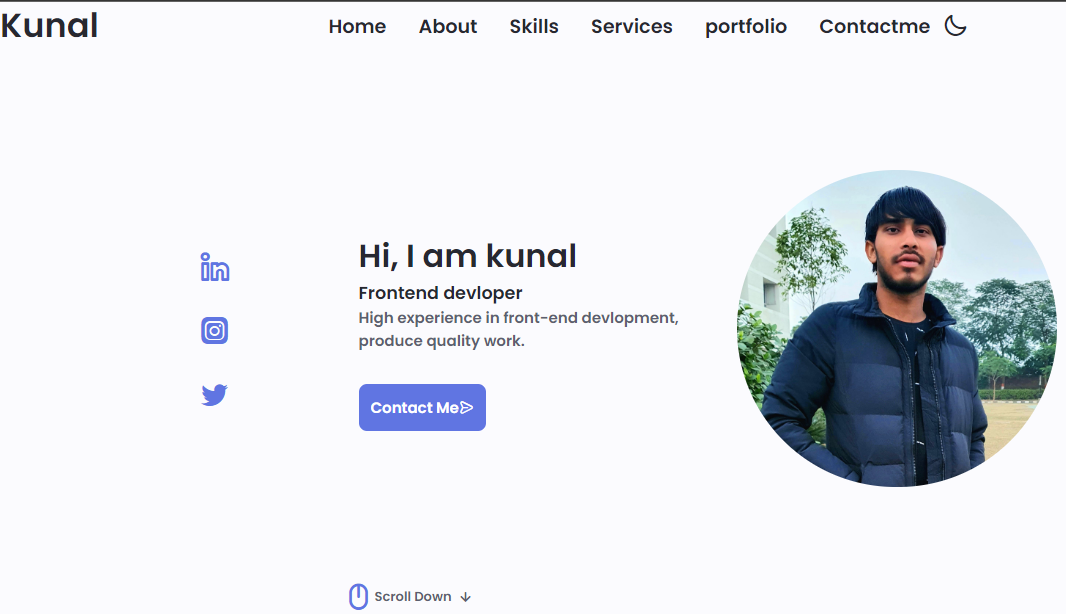 Kunal
Home About Skills Services portfolio Contactme
Hi, I am kunal
Frontend devloper
High experience in front-end devlopment,
produce quality work.
Contact Me
Scroll Down